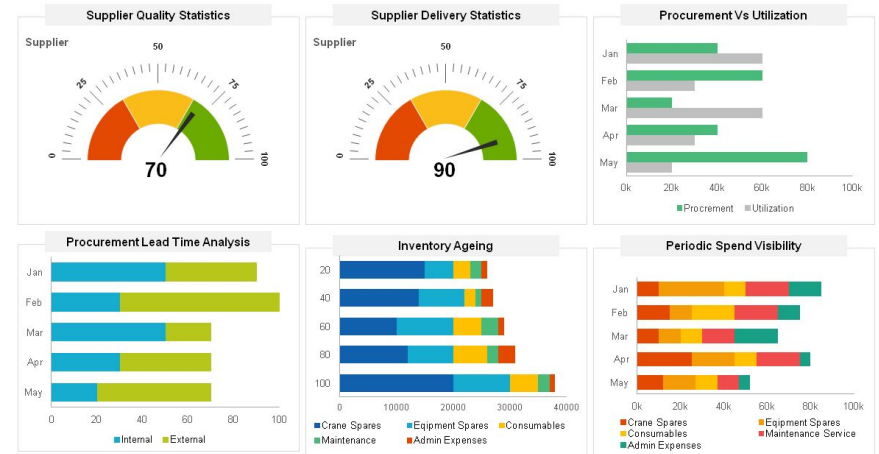 Supplier Quality Statistics
Supplier
0
25
50
75
100
70
Supplier Delivery Statistics
Supplier
0
25
50
75
100
90
Procurement Vs Utilization
Jan
Feb
Mar
Apr
May
0k 20k 40k 60k 80k 100k
Procrement Utilization
Procurement Lead Time Analysis
Jan
Feb
Mar
Apr
May
0 20 40 60 80 100
Internal External
Inventory Ageing
20
40
60
80
100
0 10000 20000 30000 40000
Crane Spares Eqipment Spares Consumables
Maintenance Admin Expenses
Periodic Spend Visibility
Jan
Feb
Mar
Apr
May
0k 20k 40k 60k 80k 100k
Crane Spares Eqipment Spares
Consumables Maintenance Service
Admin Expenses